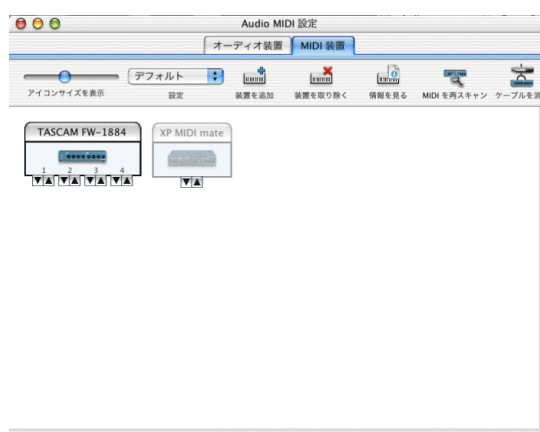 Audio MIDI 設定
オーディオ装置 MIDI 装置
デフォルト
アイコンサイズを表示 設定 装置を追加 装置を取り除く 情報を見る MIDI を再スキャン ケーブルを
TASCAM FW-1884 XP MIDI mate
1 2 3 4